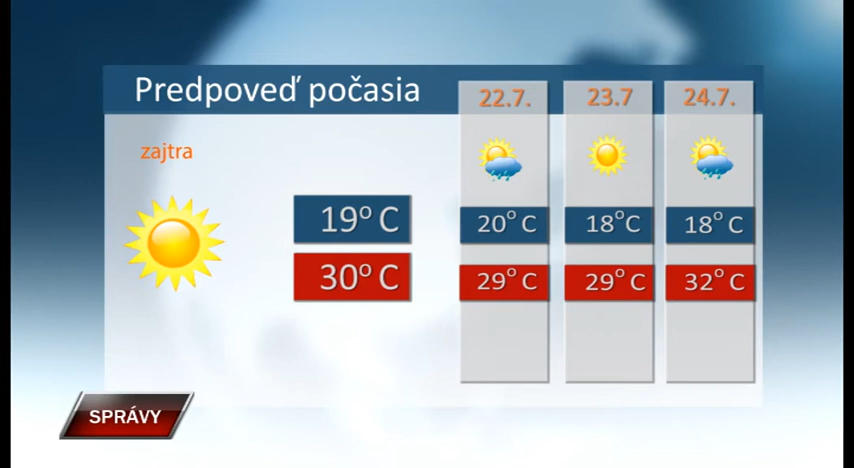 Predpoveď počasia
zajtra
19° C
30° C
22.7.
20° C
29° C
23.7
18°C
29° C
24.7.
18° C
32° C
SPRÁVY